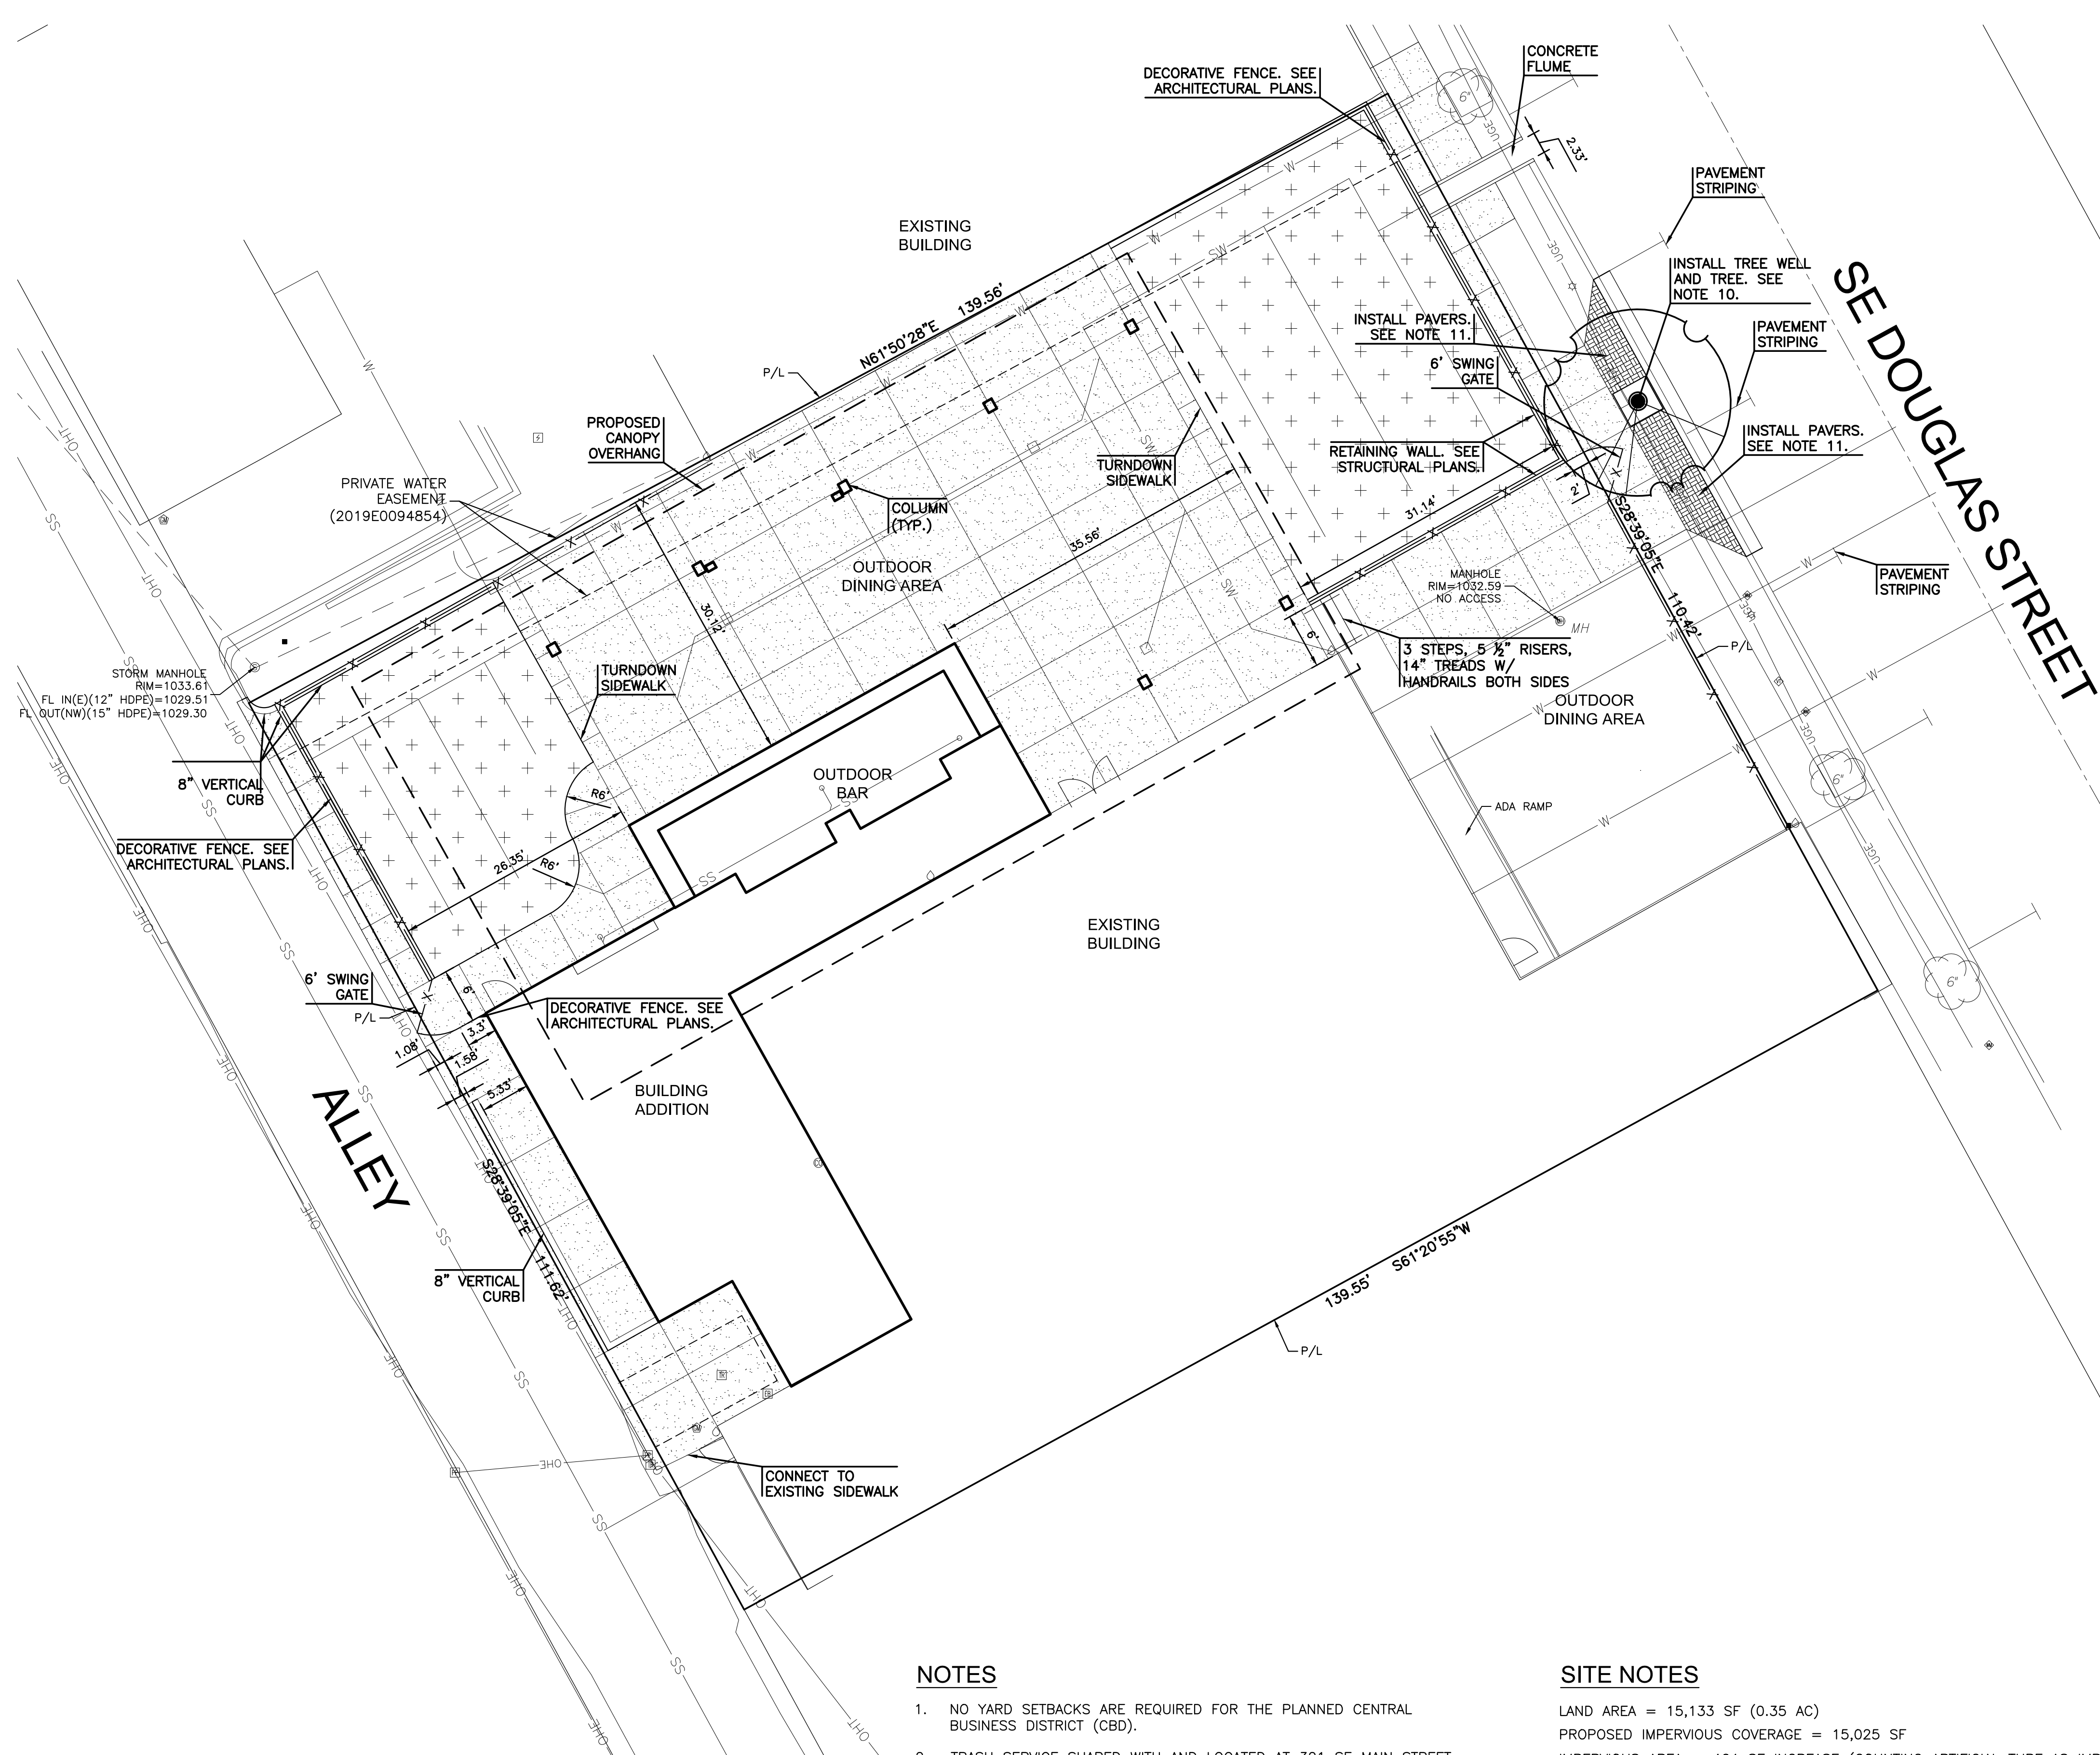 CONCRETE
FLUME
DECORATIVE FENCE. SEE
ARCHITECTURAL PLANS.
6"
UGE
2.33'
PAVEMENT
STRIPING
EXISTING
BUILDING
INSTALL TREE WELL
AND TREE. SEE
NOTE 10.
SE DOUGLAS STREET
N61°50'28"E 139.56'
P/L
INSTALL PAVERS.
SEE NOTE 11.
PAVEMENT
STRIPING
6' SWING
GATE
PROPOSED
CANOPY
OVERHANG
INSTALL PAVERS.
SEE NOTE 11.
RETAINING WALL. SEE
STRUCTURAL PLANS.
TURNDOWN
SIDEWALK
PRIVATE WATER
EASEMENT
(2019E0094854)
COLUMN
(TYP.)
2'
31.14'
35.56'
S28°39'05"E 110.42'
OUTDOOR
DINING AREA
MANHOLE
RIM=1032.59
NO ACCESS
MH
PAVEMENT
STRIPING
30.12'
6'
3 STEPS, 5 ½" RISERS,
14" TREADS W/
HANDRAILS BOTH SIDES
P/L
STORM MANHOLE
RIM=1033.61
FL IN(E)(12" HDPE)=1029.51
FL OUT(NW)(15" HDPE)=1029.30
TURNDOWN
SIDEWALK
OUTDOOR
DINING AREA
8" VERTICAL
CURB
OUTDOOR
BAR
R6'
ADA RAMP
6"
DECORATIVE FENCE. SEE
ARCHITECTURAL PLANS.
26.35'
R6'
EXISTING
BUILDING
6' SWING
GATE
P/L
6'
DECORATIVE FENCE. SEE
ARCHITECTURAL PLANS.
6"
3.3'
1.08'
1.58'
5.33'
BUILDING
ADDITION
ALLEY
S28°39'05"E 111.62'
8" VERTICAL
CURB
139.55' S61°20'55"W
P/L
CONNECT TO
EXISTING SIDEWALK
OHE
OHT
SS
W
SW
NOTES
1. NO YARD SETBACKS ARE REQUIRED FOR THE PLANNED CENTRAL
BUSINESS DISTRICT (CBD).
SITE NOTES
LAND AREA = 15,133 SF (0.35 AC)
PROPOSED IMPERVIOUS COVERAGE = 15,025 SF